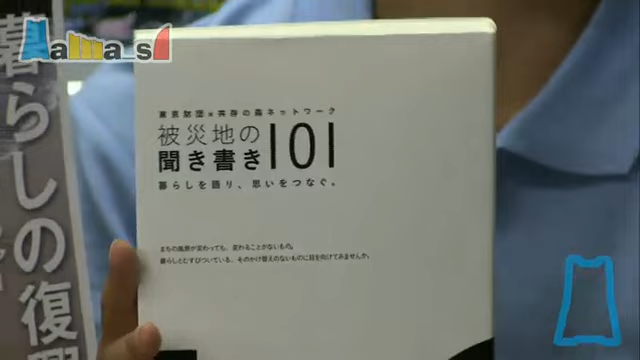 amas
暮らしの復興
東京財団×共存の森ネットワーク
被災地の
聞き書き101
暮らしを語り、思いをつなぐ。
まちの風景が変わっても、変わることがないもの。
暮らしとむすびついている、そのかけ替えのないものに目を向けてみませんか。